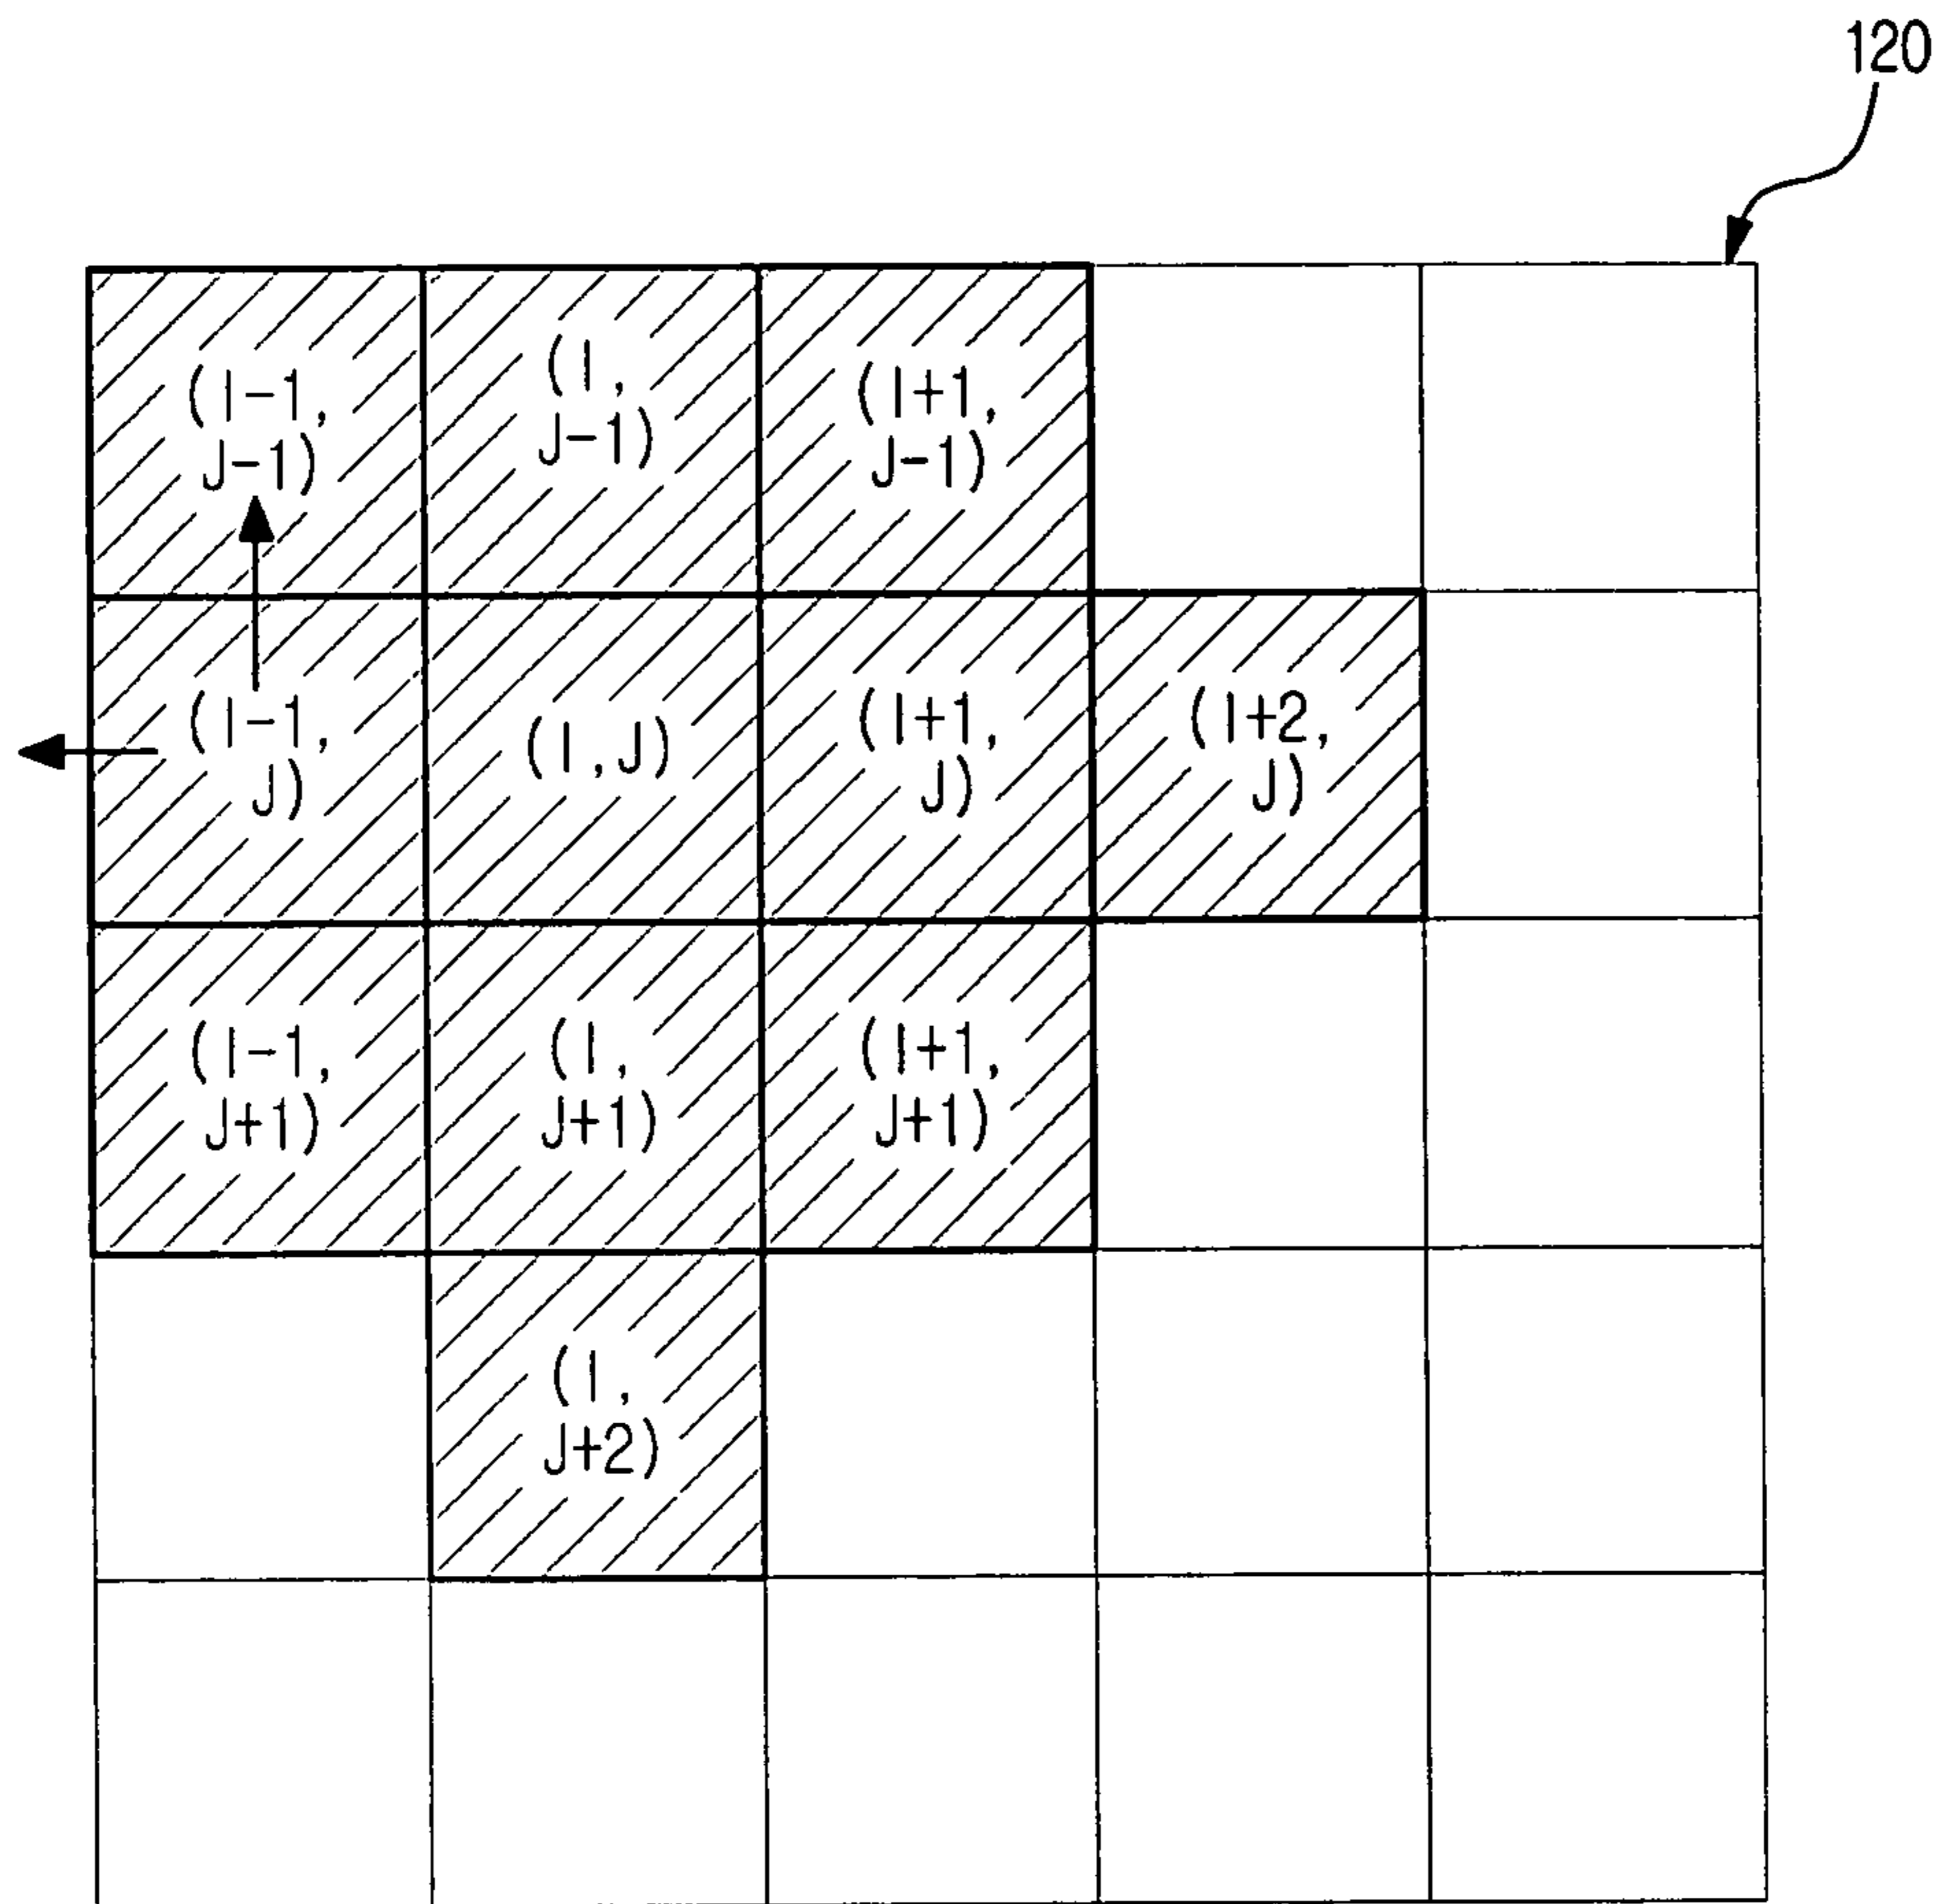 120
(I-1,
J-1)
(I,
J-1)
(I+1,
J-1)
(I-1,
J)
(I,J)
(I+1,
J)
(I+2,
J)
(I-1,
J+1)
(I,
J+1)
(I+1,
J+1)
(I,
J+2)